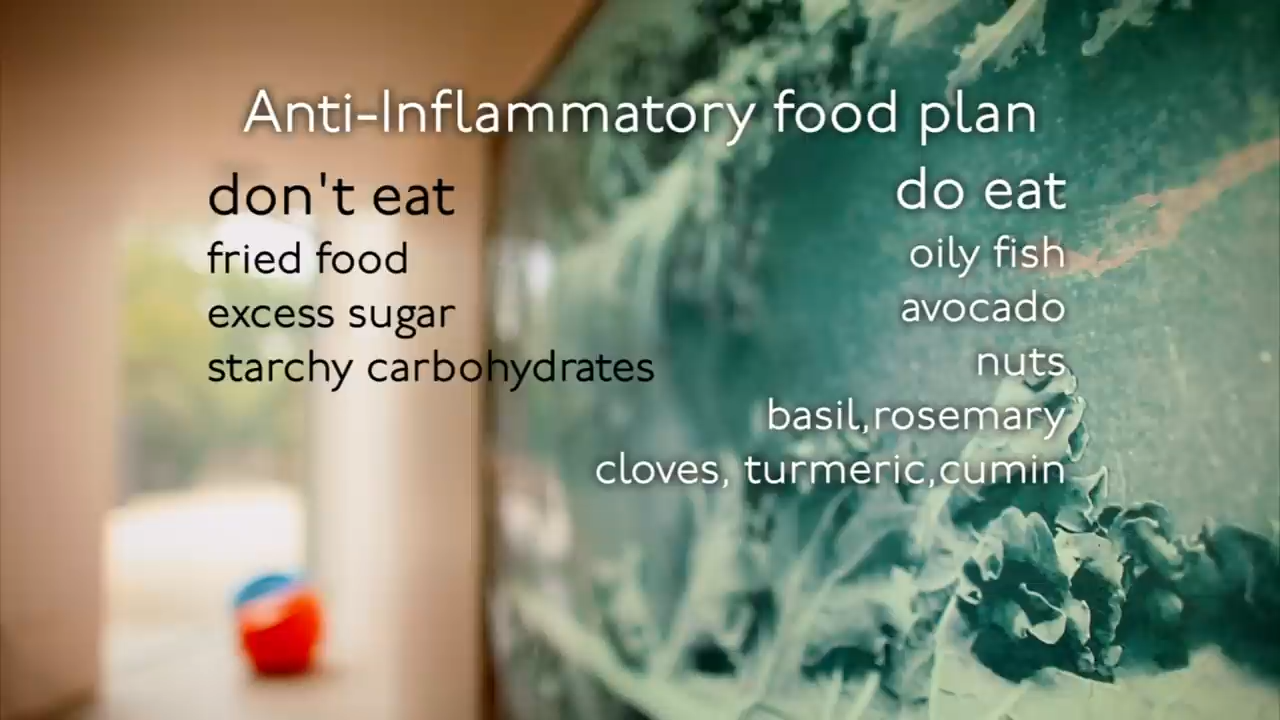 Anti-Inflammatory food plan
don't eat
fried food
excess sugar
starchy carbohydrates
do eat
oily fish
avocado
nuts
basil,rosemary
cloves, turmeric,cumin